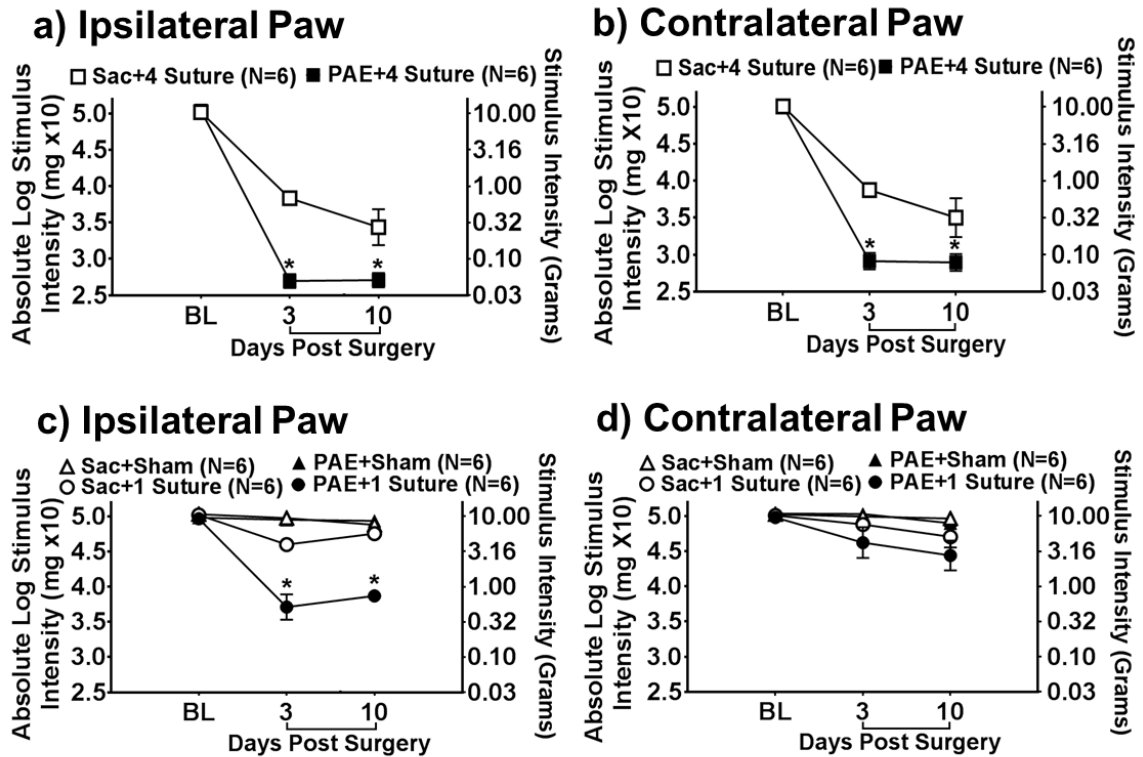 a) Ipsilateral Paw
Sac+4 Suture (N=6) PAE+4 Suture (N=6)
Absolute Log Stimulus
Intensity (mg X10)
5.0
4.5
4.0
3.5
3.0
2.5
10.00
3.16
1.00
0.32
0.10
0.03
Stimulus Intensity (Grams)
* *
BL 3 10
Days Post Surgery
b) Contralateral Paw
Sac+4 Suture (N=6) PAE+4 Suture (N=6)
Absolute Log Stimulus
Intensity (mg X10)
5.0
4.5
4.0
3.5
3.0
2.5
10.00
3.16
1.00
0.32
0.10
0.03
Stimulus Intensity (Grams)
* *
BL 3 10
Days Post Surgery
c) Ipsilateral Paw
Sac+Sham (N=6) PAE+Sham (N=6)
Sac+1 Suture (N=6) PAE+1 Suture (N=6)
Absolute Log Stimulus
Intensity (mg X10)
5.0
4.5
4.0
3.5
3.0
2.5
10.00
3.16
1.00
0.32
0.10
0.03
Stimulus Intensity (Grams)
* *
BL 3 10
Days Post Surgery
d) Contralateral Paw
Sac+Sham (N=6) PAE+Sham (N=6)
Sac+1 Suture (N=6) PAE+1 Suture (N=6)
Absolute Log Stimulus
Intensity (mg X10)
5.0
4.5
4.0
3.5
3.0
2.5
10.00
3.16
1.00
0.32
0.10
0.03
Stimulus Intensity (Grams)
BL 3 10
Days Post Surgery